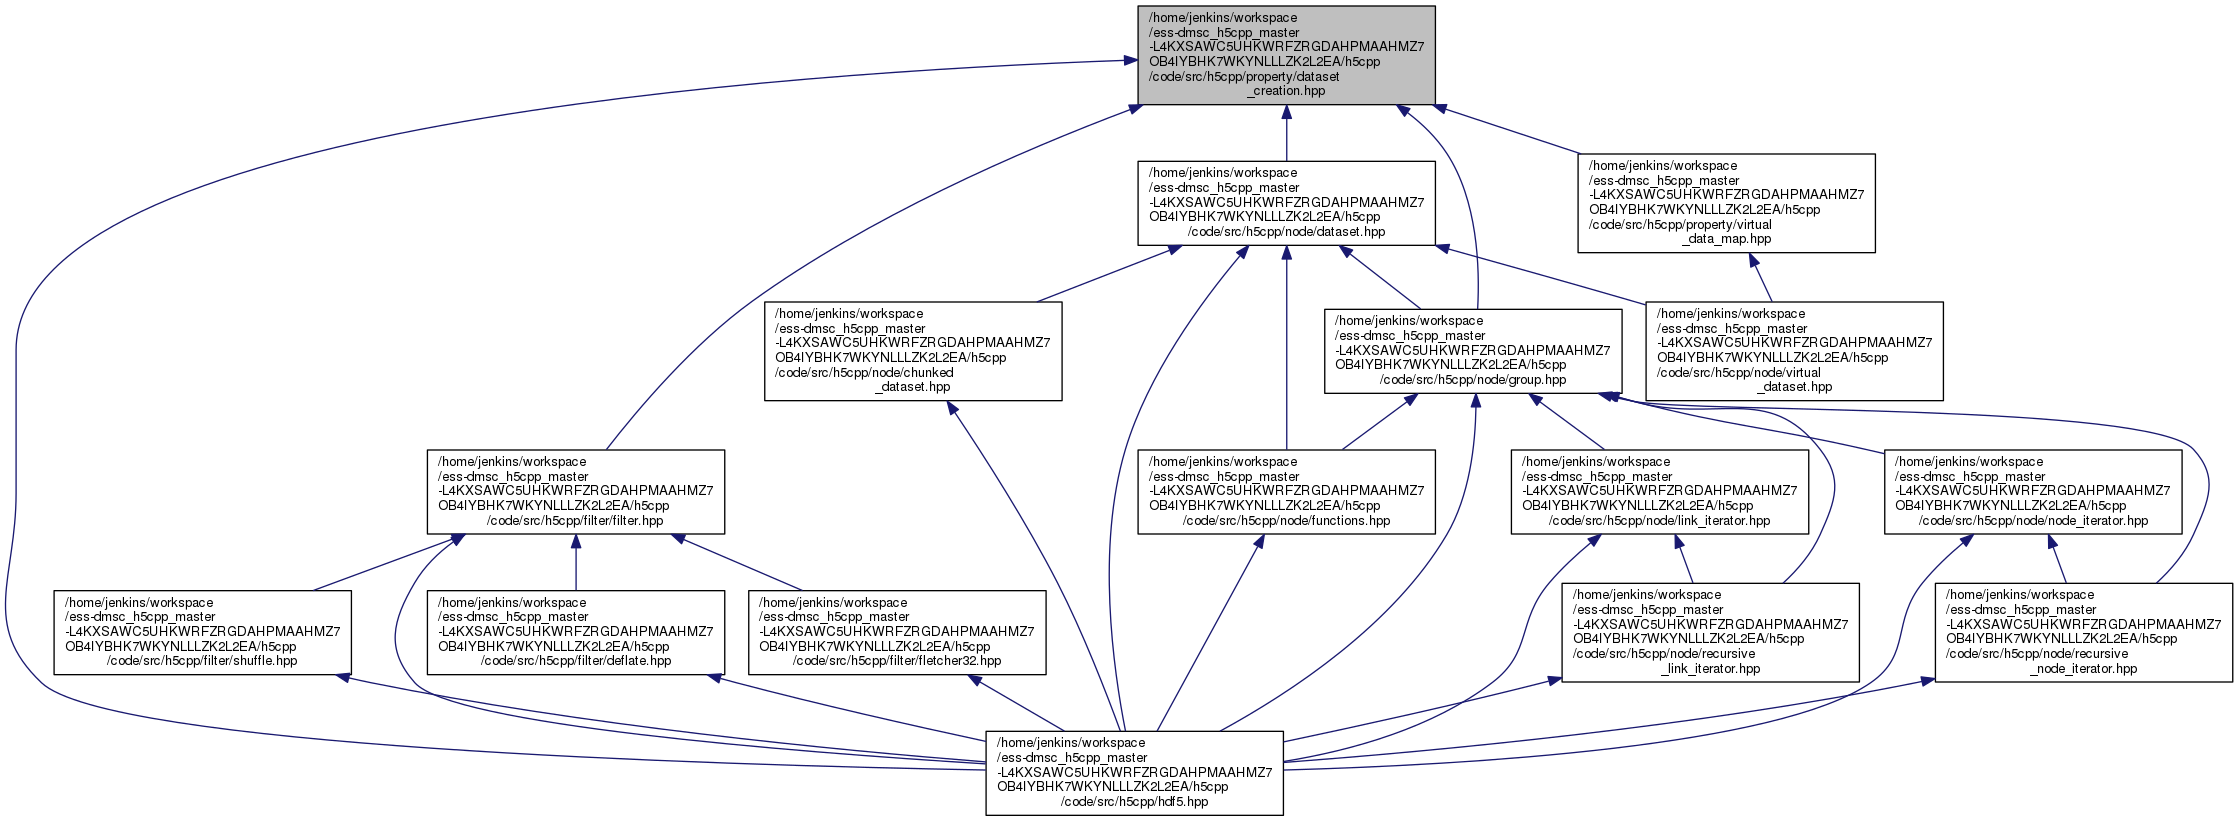 /home/jenkins/workspace
/ess-dmsc_h5cpp_master
-L4KXSAWC5UHKWRFZRGDAHPMAAHMZ7
OB4IYBHK7WKYNLLLZK2L2EA/h5cpp
/code/src/h5cpp/property/dataset
_creation.hpp
/home/jenkins/workspace
/ess-dmsc_h5cpp_master
-L4KXSAWC5UHKWRFZRGDAHPMAAHMZ7
OB4IYBHK7WKYNLLLZK2L2EA/h5cpp
/code/src/h5cpp/node/dataset.hpp
/home/jenkins/workspace
/ess-dmsc_h5cpp_master
-L4KXSAWC5UHKWRFZRGDAHPMAAHMZ7
OB4IYBHK7WKYNLLLZK2L2EA/h5cpp
/code/src/h5cpp/property/virtual
_data_map.hpp
/home/jenkins/workspace
/ess-dmsc_h5cpp_master
-L4KXSAWC5UHKWRFZRGDAHPMAAHMZ7
OB4IYBHK7WKYNLLLZK2L2EA/h5cpp
/code/src/h5cpp/node/chunked
_dataset.hpp
/home/jenkins/workspace
/ess-dmsc_h5cpp_master
-L4KXSAWC5UHKWRFZRGDAHPMAAHMZ7
OB4IYBHK7WKYNLLLZK2L2EA/h5cpp
/code/src/h5cpp/node/group.hpp
/home/jenkins/workspace
/ess-dmsc_h5cpp_master
-L4KXSAWC5UHKWRFZRGDAHPMAAHMZ7
OB4IYBHK7WKYNLLLZK2L2EA/h5cpp
/code/src/h5cpp/node/virtual
_dataset.hpp
/home/jenkins/workspace
/ess-dmsc_h5cpp_master
-L4KXSAWC5UHKWRFZRGDAHPMAAHMZ7
OB4IYBHK7WKYNLLLZK2L2EA/h5cpp
/code/src/h5cpp/filter/filter.hpp
/home/jenkins/workspace
/ess-dmsc_h5cpp_master
-L4KXSAWC5UHKWRFZRGDAHPMAAHMZ7
OB4IYBHK7WKYNLLLZK2L2EA/h5cpp
/code/src/h5cpp/node/functions.hpp
/home/jenkins/workspace
/ess-dmsc_h5cpp_master
-L4KXSAWC5UHKWRFZRGDAHPMAAHMZ7
OB4IYBHK7WKYNLLLZK2L2EA/h5cpp
/code/src/h5cpp/node/link_iterator.hpp
/home/jenkins/workspace
/ess-dmsc_h5cpp_master
-L4KXSAWC5UHKWRFZRGDAHPMAAHMZ7
OB4IYBHK7WKYNLLLZK2L2EA/h5cpp
/code/src/h5cpp/node/node_iterator.hpp
/home/jenkins/workspace
/ess-dmsc_h5cpp_master
-L4KXSAWC5UHKWRFZRGDAHPMAAHMZ7
OB4IYBHK7WKYNLLLZK2L2EA/h5cpp
/code/src/h5cpp/filter/shuffle.hpp
/home/jenkins/workspace
/ess-dmsc_h5cpp_master
-L4KXSAWC5UHKWRFZRGDAHPMAAHMZ7
OB4IYBHK7WKYNLLLZK2L2EA/h5cpp
/code/src/h5cpp/filter/deflate.hpp
/home/jenkins/workspace
/ess-dmsc_h5cpp_master
-L4KXSAWC5UHKWRFZRGDAHPMAAHMZ7
OB4IYBHK7WKYNLLLZK2L2EA/h5cpp
/code/src/h5cpp/filter/fletcher32.hpp
/home/jenkins/workspace
/ess-dmsc_h5cpp_master
-L4KXSAWC5UHKWRFZRGDAHPMAAHMZ7
OB4IYBHK7WKYNLLLZK2L2EA/h5cpp
/code/src/h5cpp/node/recursive
_link_iterator.hpp
/home/jenkins/workspace
/ess-dmsc_h5cpp_master
-L4KXSAWC5UHKWRFZRGDAHPMAAHMZ7
OB4IYBHK7WKYNLLLZK2L2EA/h5cpp
/code/src/h5cpp/node/recursive
_node_iterator.hpp
/home/jenkins/workspace
/ess-dmsc_h5cpp_master
-L4KXSAWC5UHKWRFZRGDAHPMAAHMZ7
OB4IYBHK7WKYNLLLZK2L2EA/h5cpp
/code/src/h5cpp/hdf5.hpp